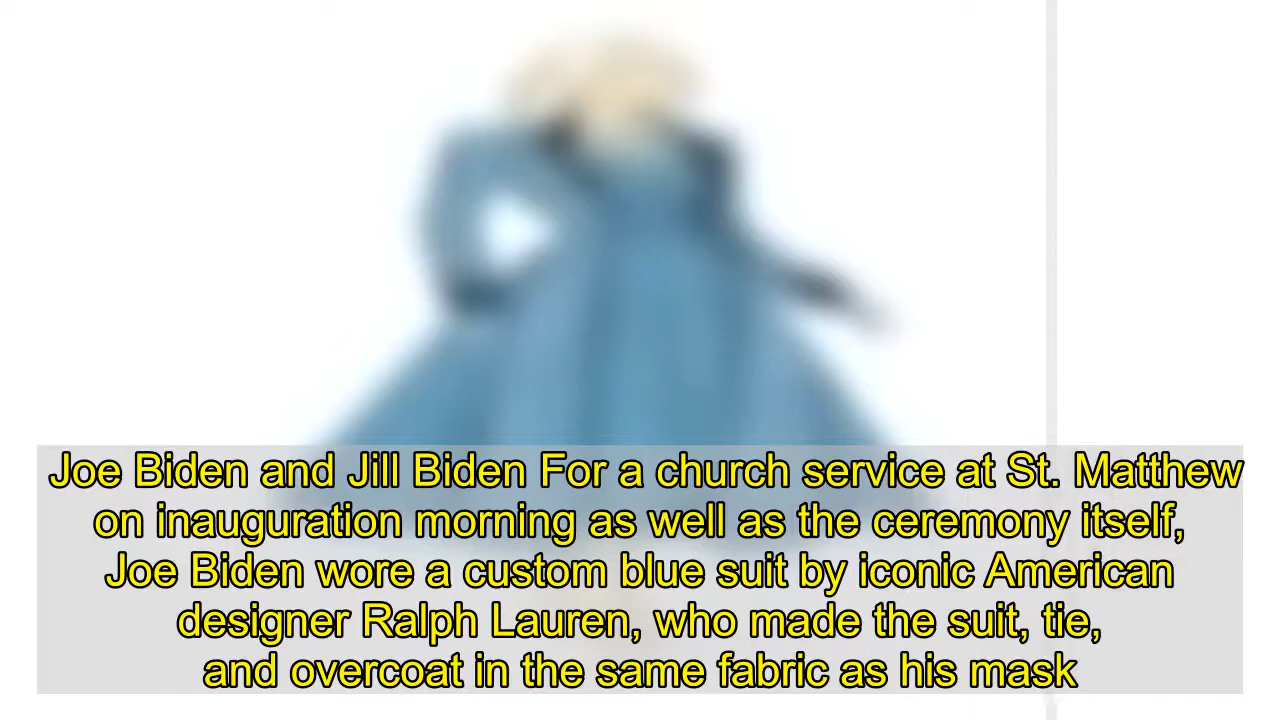 Joe Biden and Jill Biden For a church service at St. Matthew
on inauguration morning as well as the ceremony itself,
Joe Biden wore a custom blue suit by iconic American
designer Ralph Lauren, who made the suit, tie,
and overcoat in the same fabric as his mask